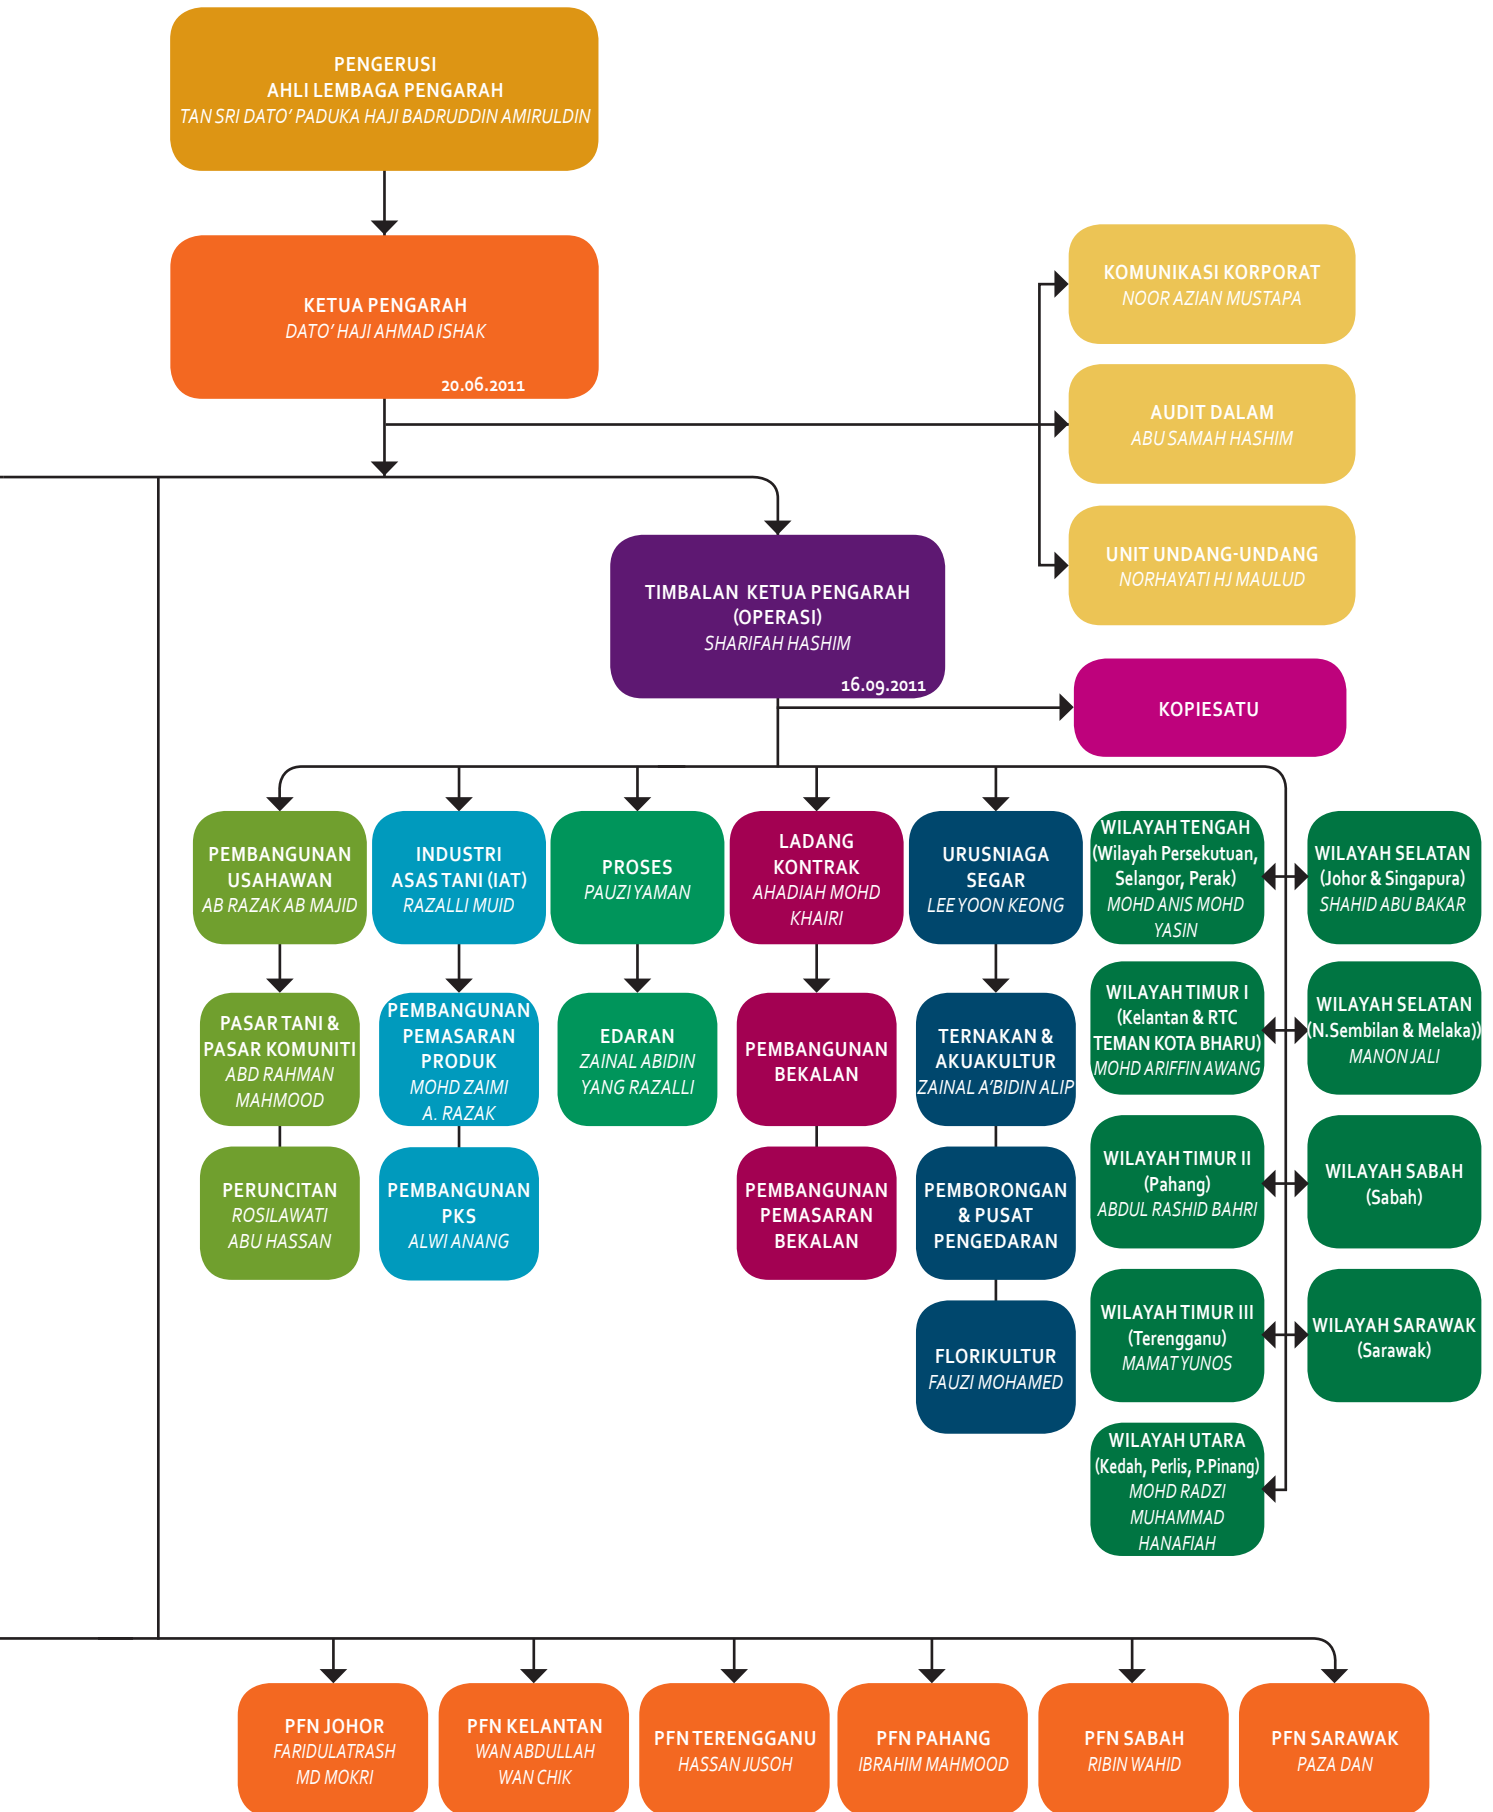 PENGERUSI
AHLI LEMBAGA PENGARAH
TAN SRI DATO’ PADUKA HAJI BADRUDDIN AMIRULDIN
KETUA PENGARAH
DATO’ HAJI AHMAD ISHAK
20.06.2011
KOMUNIKASI KORPORAT
NOOR AZIAN MUSTAPA
AUDIT DALAM
ABU SAMAH HASHIM
UNIT UNDANG-UNDANG
NORHAYATI HJ MAULUD
TIMBALAN KETUA PENGARAH
(OPERASI)
SHARIFAH HASHIM
16.09.2011
KOPIESATU
PEMBANGUNAN
USAHAWAN
AB RAZAK AB MAJID
INDUSTRI
ASAS TANI (IAT)
RAZALLI MUID
PROSES
PAUZI YAMAN
LADANG
KONTRAK
AHADIAH MOHD
KHAIRI
URUSNIAGA
SEGAR
LEE YOON KEONG
WILAYAH TENGAH
(Wilayah Persekutuan,
Selangor, Perak)
MOHD ANIS MOHD
YASIN
WILAYAH SELATAN
(Johor & Singapura)
SHAHID ABU BAKAR
PASAR TANI &
PASAR KOMUNITI
ABD RAHMAN
MAHMOOD
PEMBANGUNAN
PEMASARAN
PRODUK
MOHD ZAIMI
A. RAZAK
EDARAN
ZAINAL ABIDIN
YANG RAZALLI
PEMBANGUNAN
BEKALAN
TERNAKAN &
AKUAKULTUR
ZAINAL A’BIDIN ALIP
WILAYAH TIMUR I
(Kelantan & RTC
TEMAN KOTA BHARU)
MOHD ARIFFIN AWANG
WILAYAH SELATAN
(N.Sembilan & Melaka))
MANON JALI
PERUNCITAN
ROSILAWATI
ABU HASSAN
PEMBANGUNAN
PKS
ALWI ANANG
PEMBANGUNAN
PEMASARAN
BEKALAN
PEMBORONGAN
& PUSAT
PENGEDARAN
WILAYAH TIMUR II
(Pahang)
ABDUL RASHID BAHRI
WILAYAH SABAH
(Sabah)
FLORIKULTUR
FAUZI MOHAMED
WILAYAH TIMUR III
(Terengganu)
MAMAT YUNOS
WILAYAH SARAWAK
(Sarawak)
WILAYAH UTARA
(Kedah, Perlis, P.Pinang)
MOHD RADZI
MUHAMMAD
HANAFIAH
PFN JOHOR
FARIDULATRASH
MD MOKRI
PFN KELANTAN
WAN ABDULLAH
WAN CHIK
PFN TERENGGANU
HASSAN JUSOH
PFN PAHANG
IBRAHIM MAHMOOD
PFN SABAH
RIBIN WAHID
PFN SARAWAK
PAZA DAN